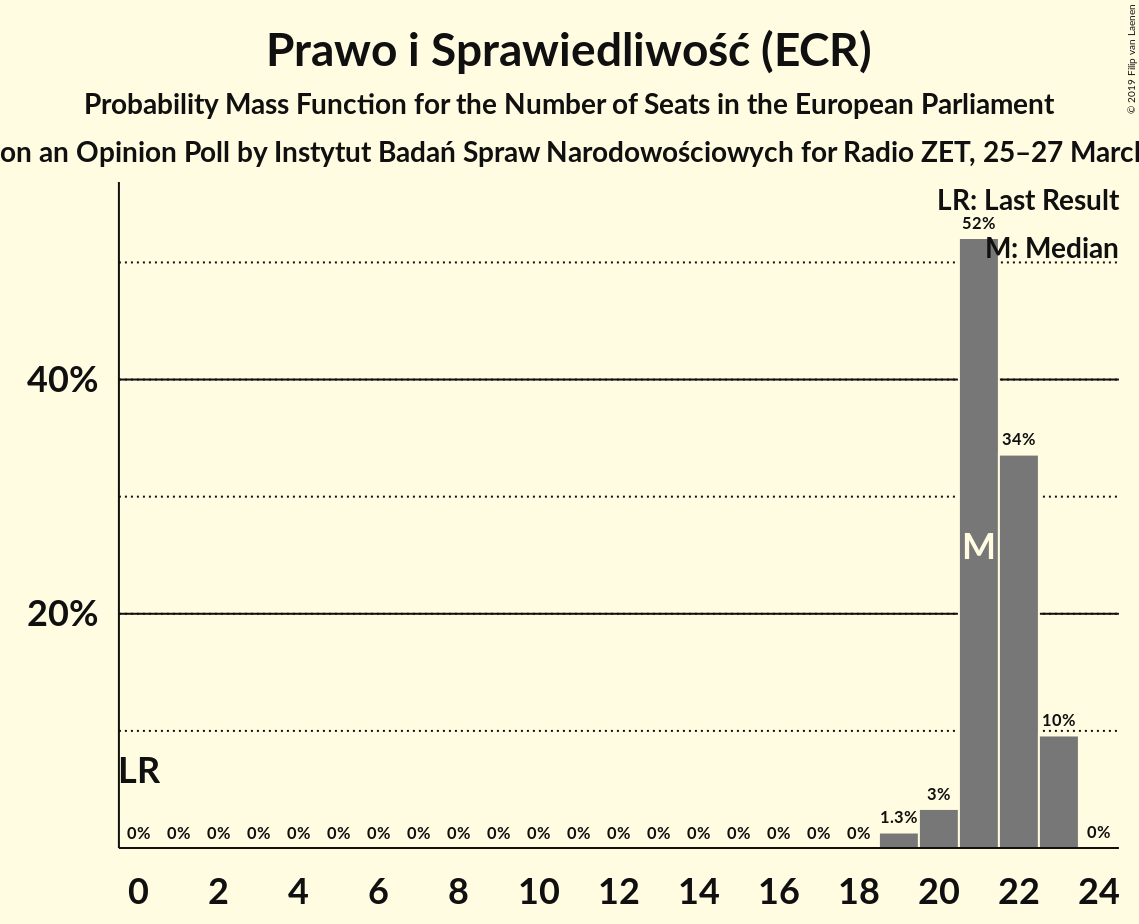 Prawo i Sprawiedliwość (ECR)
Probability Mass Function for the Number of Seats in the European Parliament
on an Opinion Poll by Instytut Badań Spraw Narodowościowych for Radio ZET, 25–27 March
© 2019 Filip van Laenen
LR: Last Result
M: Median
52%
40%
34%
M
20%
10%
LR
3%
1.3%
0% 0% 0% 0% 0% 0% 0% 0% 0% 0% 0% 0% 0% 0% 0% 0% 0% 0% 0% 0%
0 2 4 6 8 10 12 14 16 18 20 22 24